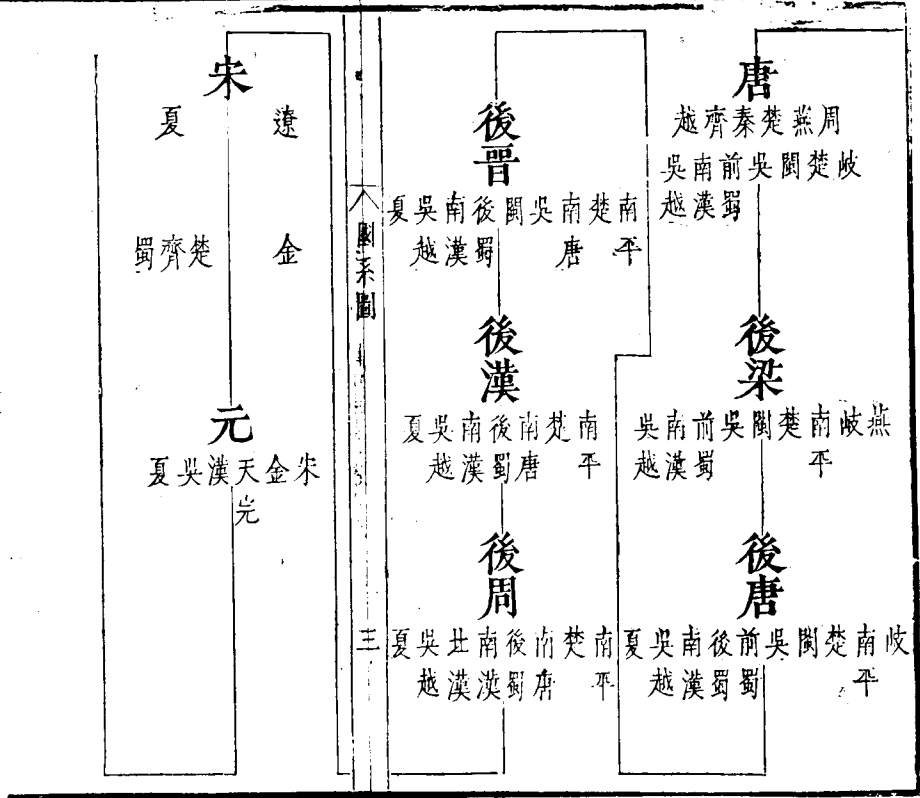 唐
周燕楚秦齊越
岐楚閩吳前蜀南漢吳越
後梁
燕岐南平楚閩吳前蜀南漢吳越
後唐
岐南平楚閩吳前蜀後蜀南漢吳越夏
後晉
南平楚南唐吳閩後蜀南漢吳越夏
後漢
南平楚南唐後蜀南漢吳越夏
後周
南平楚南唐後蜀南漢北漢吳越夏
國系圖
三
宋
遼
夏
金
楚齊蜀
元
宋金天完漢吳夏